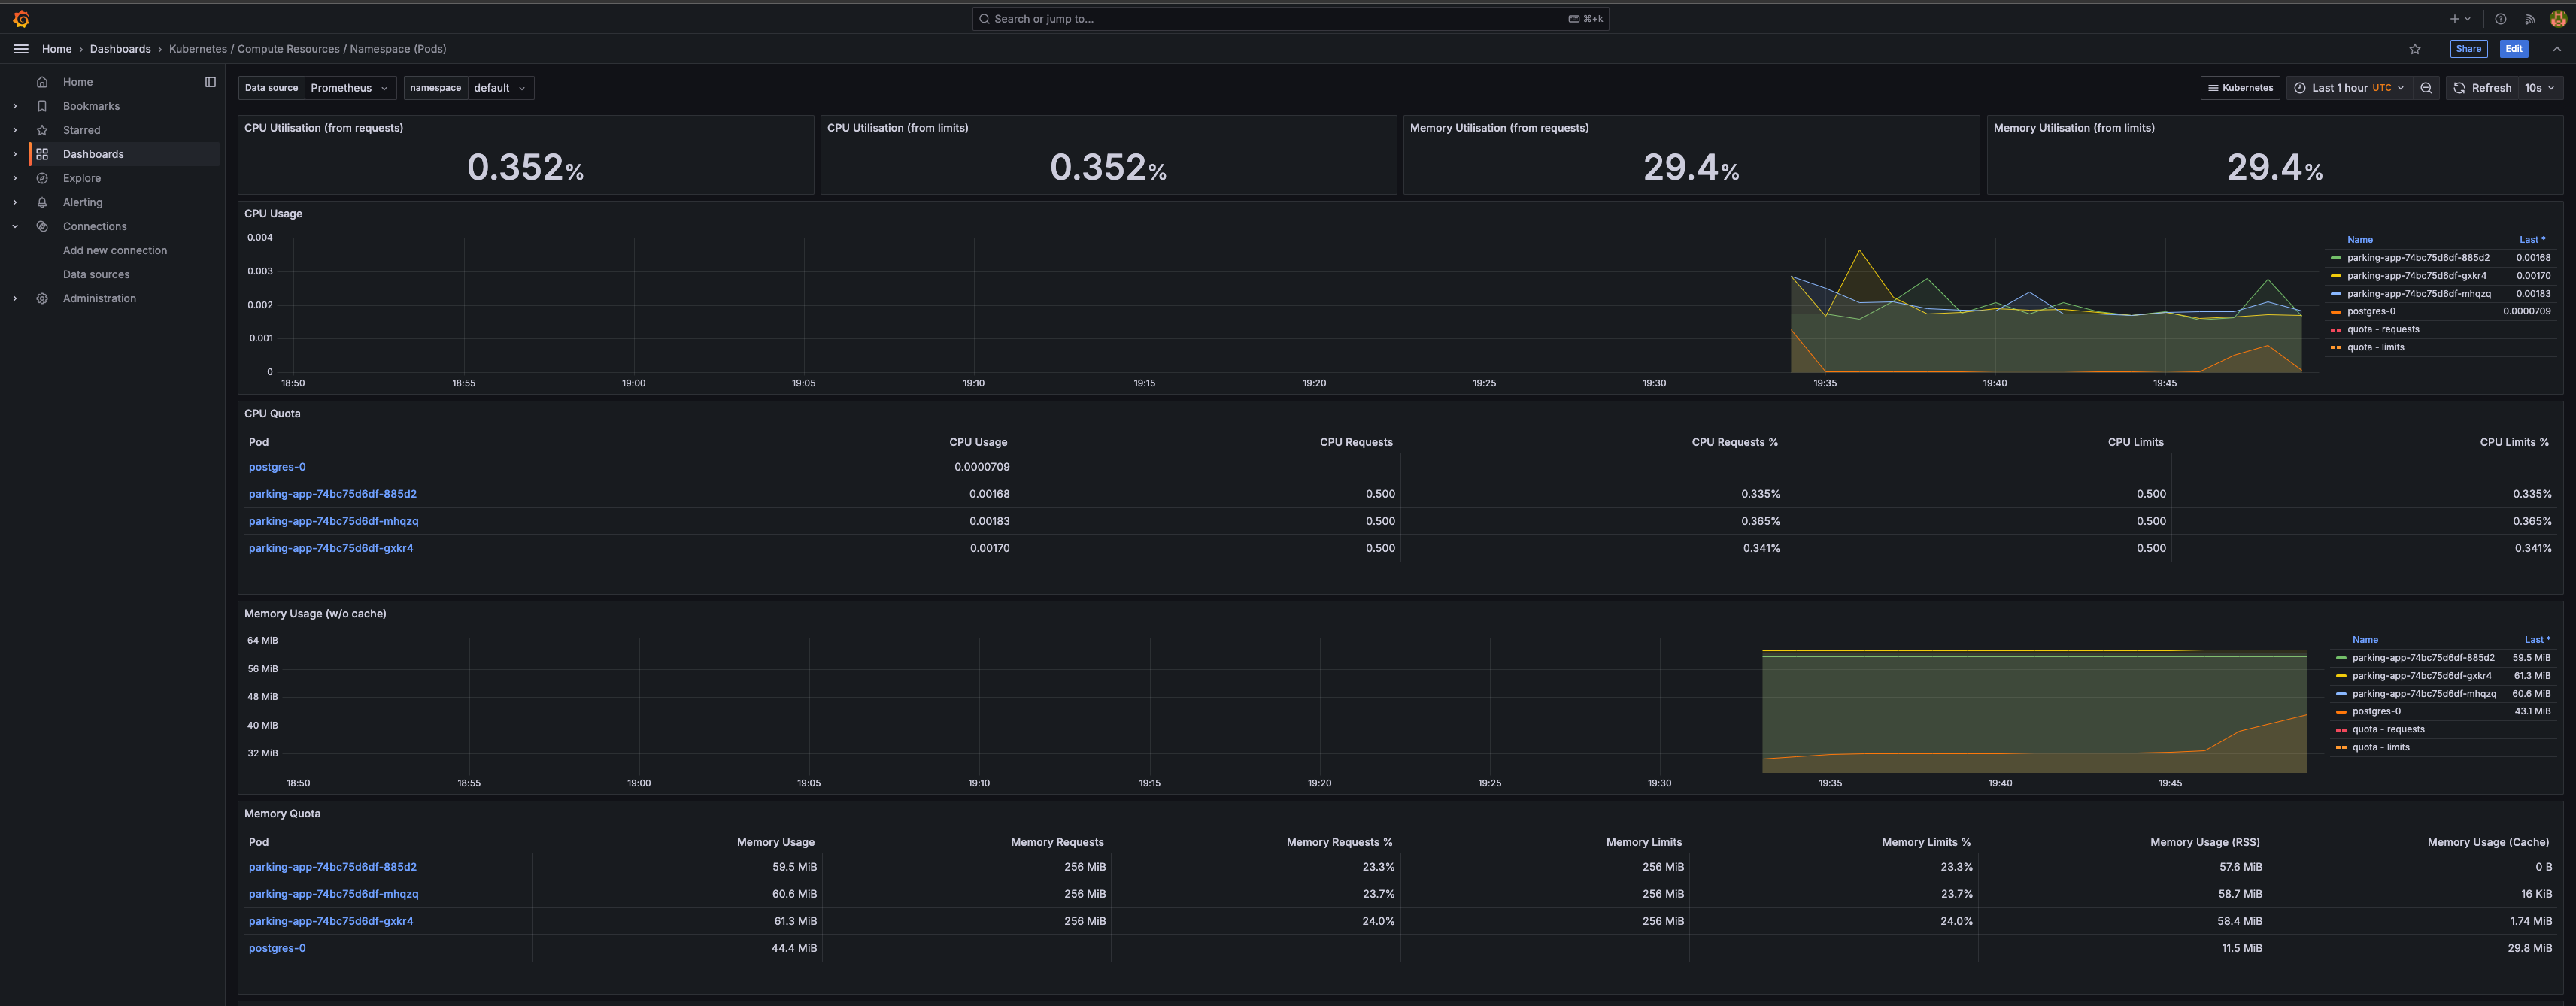 Search or jump to... ⌘+k
Home › Dashboards › Kubernetes / Compute Resources / Namespace (Pods) Share Edit
Home
Bookmarks
Starred
Dashboards
Explore
Alerting
Connections
Add new connection
Data sources
Administration
Data source Prometheus namespace default Kubernetes Last 1 hour UTC Refresh 10s
CPU Utilisation (from requests)
0.352%
CPU Utilisation (from limits)
0.352%
Memory Utilisation (from requests)
29.4%
Memory Utilisation (from limits)
29.4%
CPU Usage
0.004
0.003
0.002
0.001
0
18:50 18:55 19:00 19:05 19:10 19:15 19:20 19:25 19:30 19:35 19:40 19:45
Name Last *
parking-app-74bc75d6df-885d2 0.00168
parking-app-74bc75d6df-gxkr4 0.00170
parking-app-74bc75d6df-mhqzq 0.00183
postgres-0 0.0000709
quota - requests
quota - limits
CPU Quota
Pod CPU Usage CPU Requests CPU Requests % CPU Limits CPU Limits %
postgres-0 0.0000709
parking-app-74bc75d6df-885d2 0.00168 0.500 0.335% 0.500 0.335%
parking-app-74bc75d6df-mhqzq 0.00183 0.500 0.365% 0.500 0.365%
parking-app-74bc75d6df-gxkr4 0.00170 0.500 0.341% 0.500 0.341%
Memory Usage (w/o cache)
64 MiB
56 MiB
48 MiB
40 MiB
32 MiB
18:50 18:55 19:00 19:05 19:10 19:15 19:20 19:25 19:30 19:35 19:40 19:45
Name Last *
parking-app-74bc75d6df-885d2 59.5 MiB
parking-app-74bc75d6df-gxkr4 61.3 MiB
parking-app-74bc75d6df-mhqzq 60.6 MiB
postgres-0 43.1 MiB
quota - requests
quota - limits
Memory Quota
Pod Memory Usage Memory Requests Memory Requests % Memory Limits Memory Limits % Memory Usage (RSS) Memory Usage (Cache)
parking-app-74bc75d6df-885d2 59.5 MiB 256 MiB 23.3% 256 MiB 23.3% 57.6 MiB 0 B
parking-app-74bc75d6df-mhqzq 60.6 MiB 256 MiB 23.7% 256 MiB 23.7% 58.7 MiB 16 KiB
parking-app-74bc75d6df-gxkr4 61.3 MiB 256 MiB 24.0% 256 MiB 24.0% 58.4 MiB 1.74 MiB
postgres-0 44.4 MiB 11.5 MiB 29.8 MiB